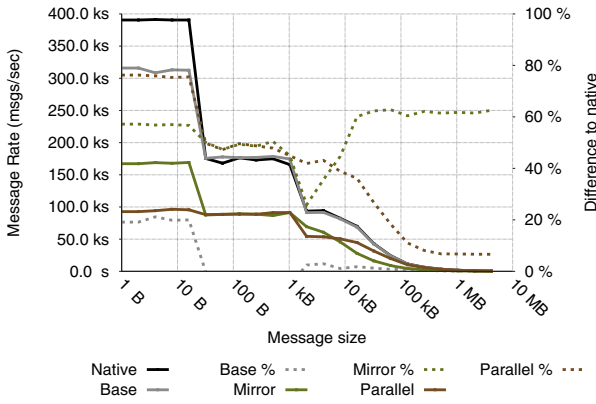 400.0 ks
350.0 ks
300.0 ks
250.0 ks
200.0 ks
150.0 ks
100.0 ks
50.0 ks
0.0 s
Message Rate (msgs/sec)
100 %
80 %
60 %
40 %
20 %
0 %
Difference to native
1 B
10 B
100 B
1 kB
10 kB
100 kB
1 MB
10 MB
Message size
Native Base % Mirror % Parallel %
Base Mirror Parallel